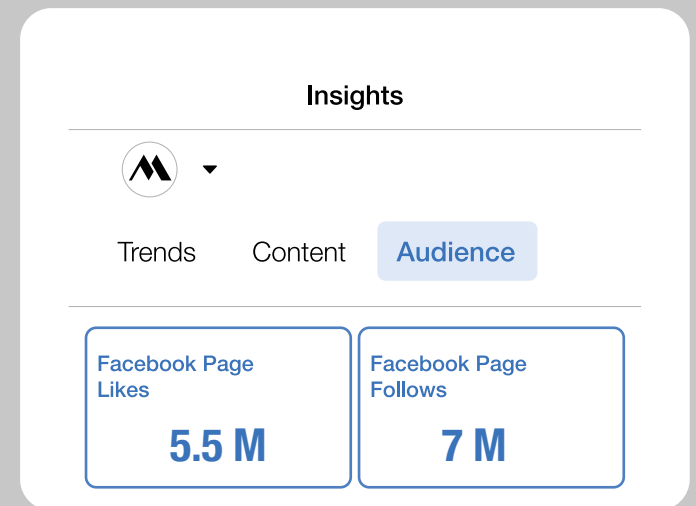 Insights
Trends Content Audience
Facebook Page
Likes
5.5 M
Facebook Page
Follows
7 M